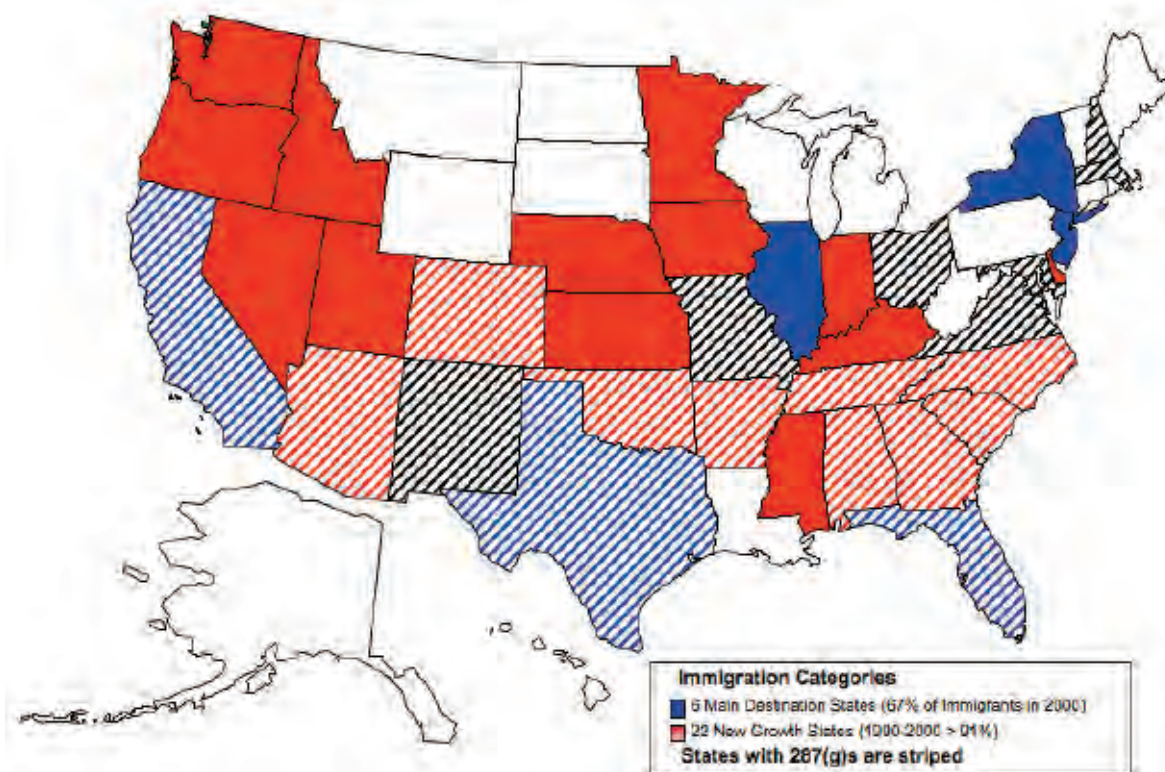 Immigration Categories
6 Main Destination States (67% of Immigrants in 2000)
22 New Growth States (1990-2000 > 91%)
States with 287(g)s are striped